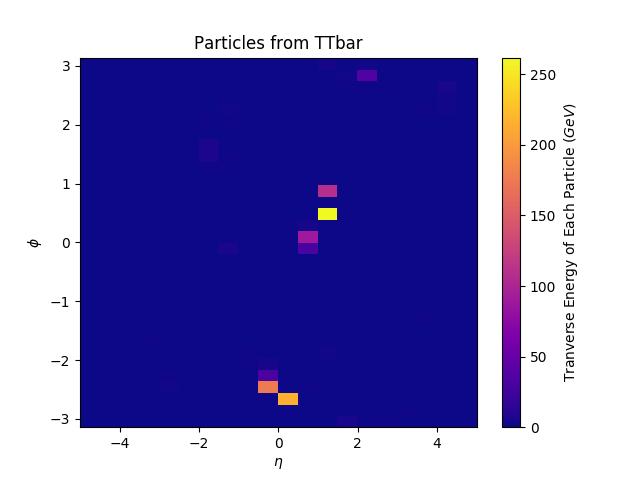 Particles from TTbar
3
2
1
0
−1
−2
−3
ϕ
−4 −2 0 2 4
η
250
200
150
100
50
0
Tranverse Energy of Each Particle (GeV)